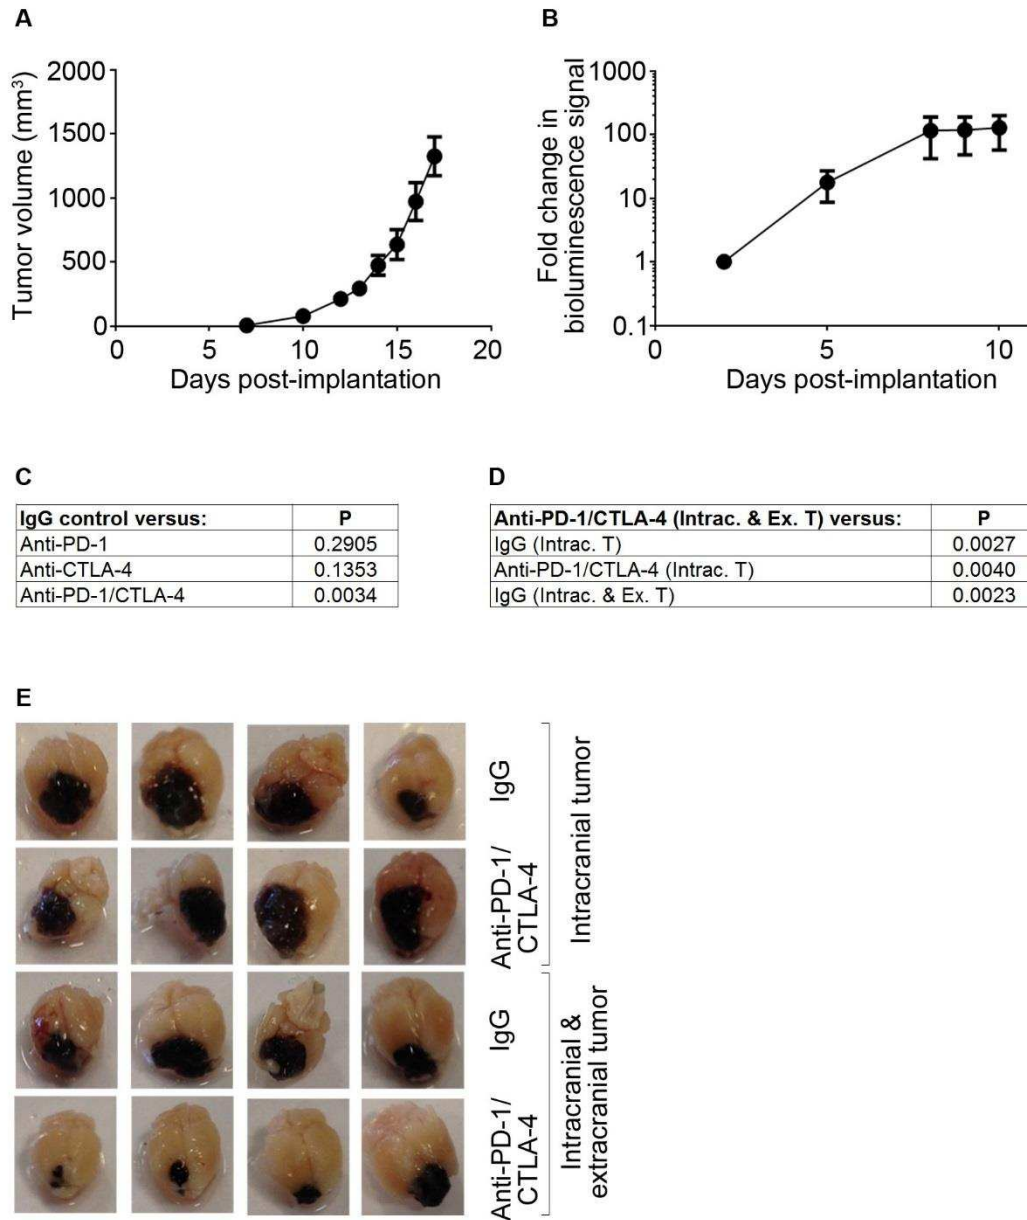 A
Tumor volume (mm³)
2000
1500
1000
500
0
0 5 10 15 20
Days post-implantation
B
Fold change in
bioluminescence signal
1000
100
10
1
0.1
0 5 10
Days post-implantation
C
IgG control versus: P
Anti-PD-1 0.2905
Anti-CTLA-4 0.1353
Anti-PD-1/CTLA-4 0.0034
D
Anti-PD-1/CTLA-4 (Intrac. & Ex. T) versus: P
IgG (Intrac. T) 0.0027
Anti-PD-1/CTLA-4 (Intrac. T) 0.0040
IgG (Intrac. & Ex. T) 0.0023
E
IgG
Anti-PD-1/
CTLA-4
Intracranial tumor
IgG
Anti-PD-1/
CTLA-4
Intracranial &
extracranial tumor